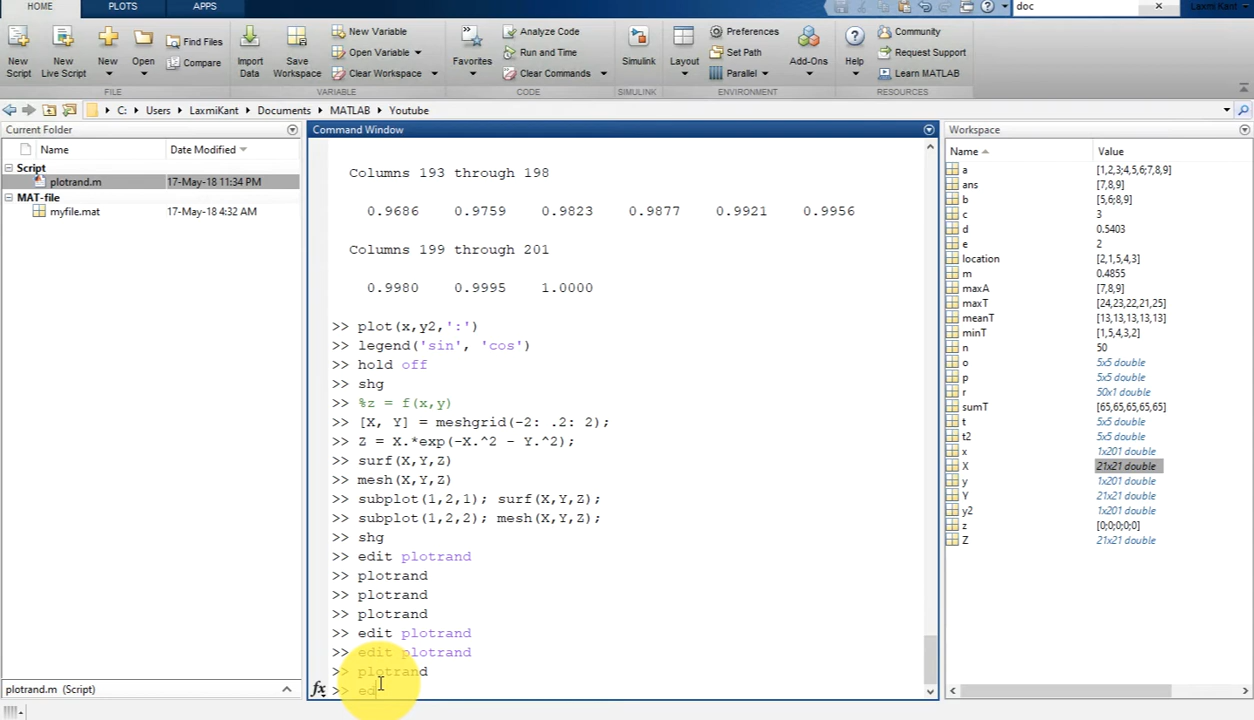 HOME PLOTS APPS
doc
Laxmi Kant
New Script
New Live Script
New
Open
Find Files
Compare
Import Data
Save Workspace
New Variable
Open Variable
Clear Workspace
Favorites
Analyze Code
Run and Time
Clear Commands
Simulink
Layout
Preferences
Set Path
Parallel
Add-Ons
Help
Community
Request Support
Learn MATLAB
FILE VARIABLE CODE SIMULINK ENVIRONMENT RESOURCES
C: Users LaxmiKant Documents MATLAB Youtube
Current Folder
Name Date Modified
Script
plotrand.m 17-May-18 11:34 PM
MAT-file
myfile.mat 17-May-18 4:32 AM
plotrand.m (Script)
Command Window
Columns 193 through 198
0.9686 0.9759 0.9823 0.9877 0.9921 0.9956
Columns 199 through 201
0.9980 0.9995 1.0000
>> plot(x,y2,':')
>> legend('sin', 'cos')
>> hold off
>> shg
>> %z = f(x,y)
>> [X, Y] = meshgrid(-2: .2: 2);
>> Z = X.*exp(-X.^2 - Y.^2);
>> surf(X,Y,Z)
>> mesh(X,Y,Z)
>> subplot(1,2,1); surf(X,Y,Z);
>> subplot(1,2,2); mesh(X,Y,Z);
>> shg
>> edit plotrand
>> plotrand
>> plotrand
>> plotrand
>> edit plotrand
>> edit plotrand
>> plotrand
fx >> ed
Workspace
Name Value
a [1,2,3;4,5,6;7,8,9]
ans [7,8,9]
b [5,6;8,9]
c 3
d 0.5403
e 2
location [2,1,5,4,3]
m 0.4855
maxA [7,8,9]
maxT [24,23,22,21,25]
meanT [13,13,13,13,13]
minT [1,5,4,3,2]
n 50
o 5x5 double
p 5x5 double
r 50x1 double
sumT [65,65,65,65,65]
t 5x5 double
t2 5x5 double
x 1x201 double
X 21x21 double
y 1x201 double
Y 21x21 double
y2 1x201 double
z [0;0;0;0;0]
Z 21x21 double